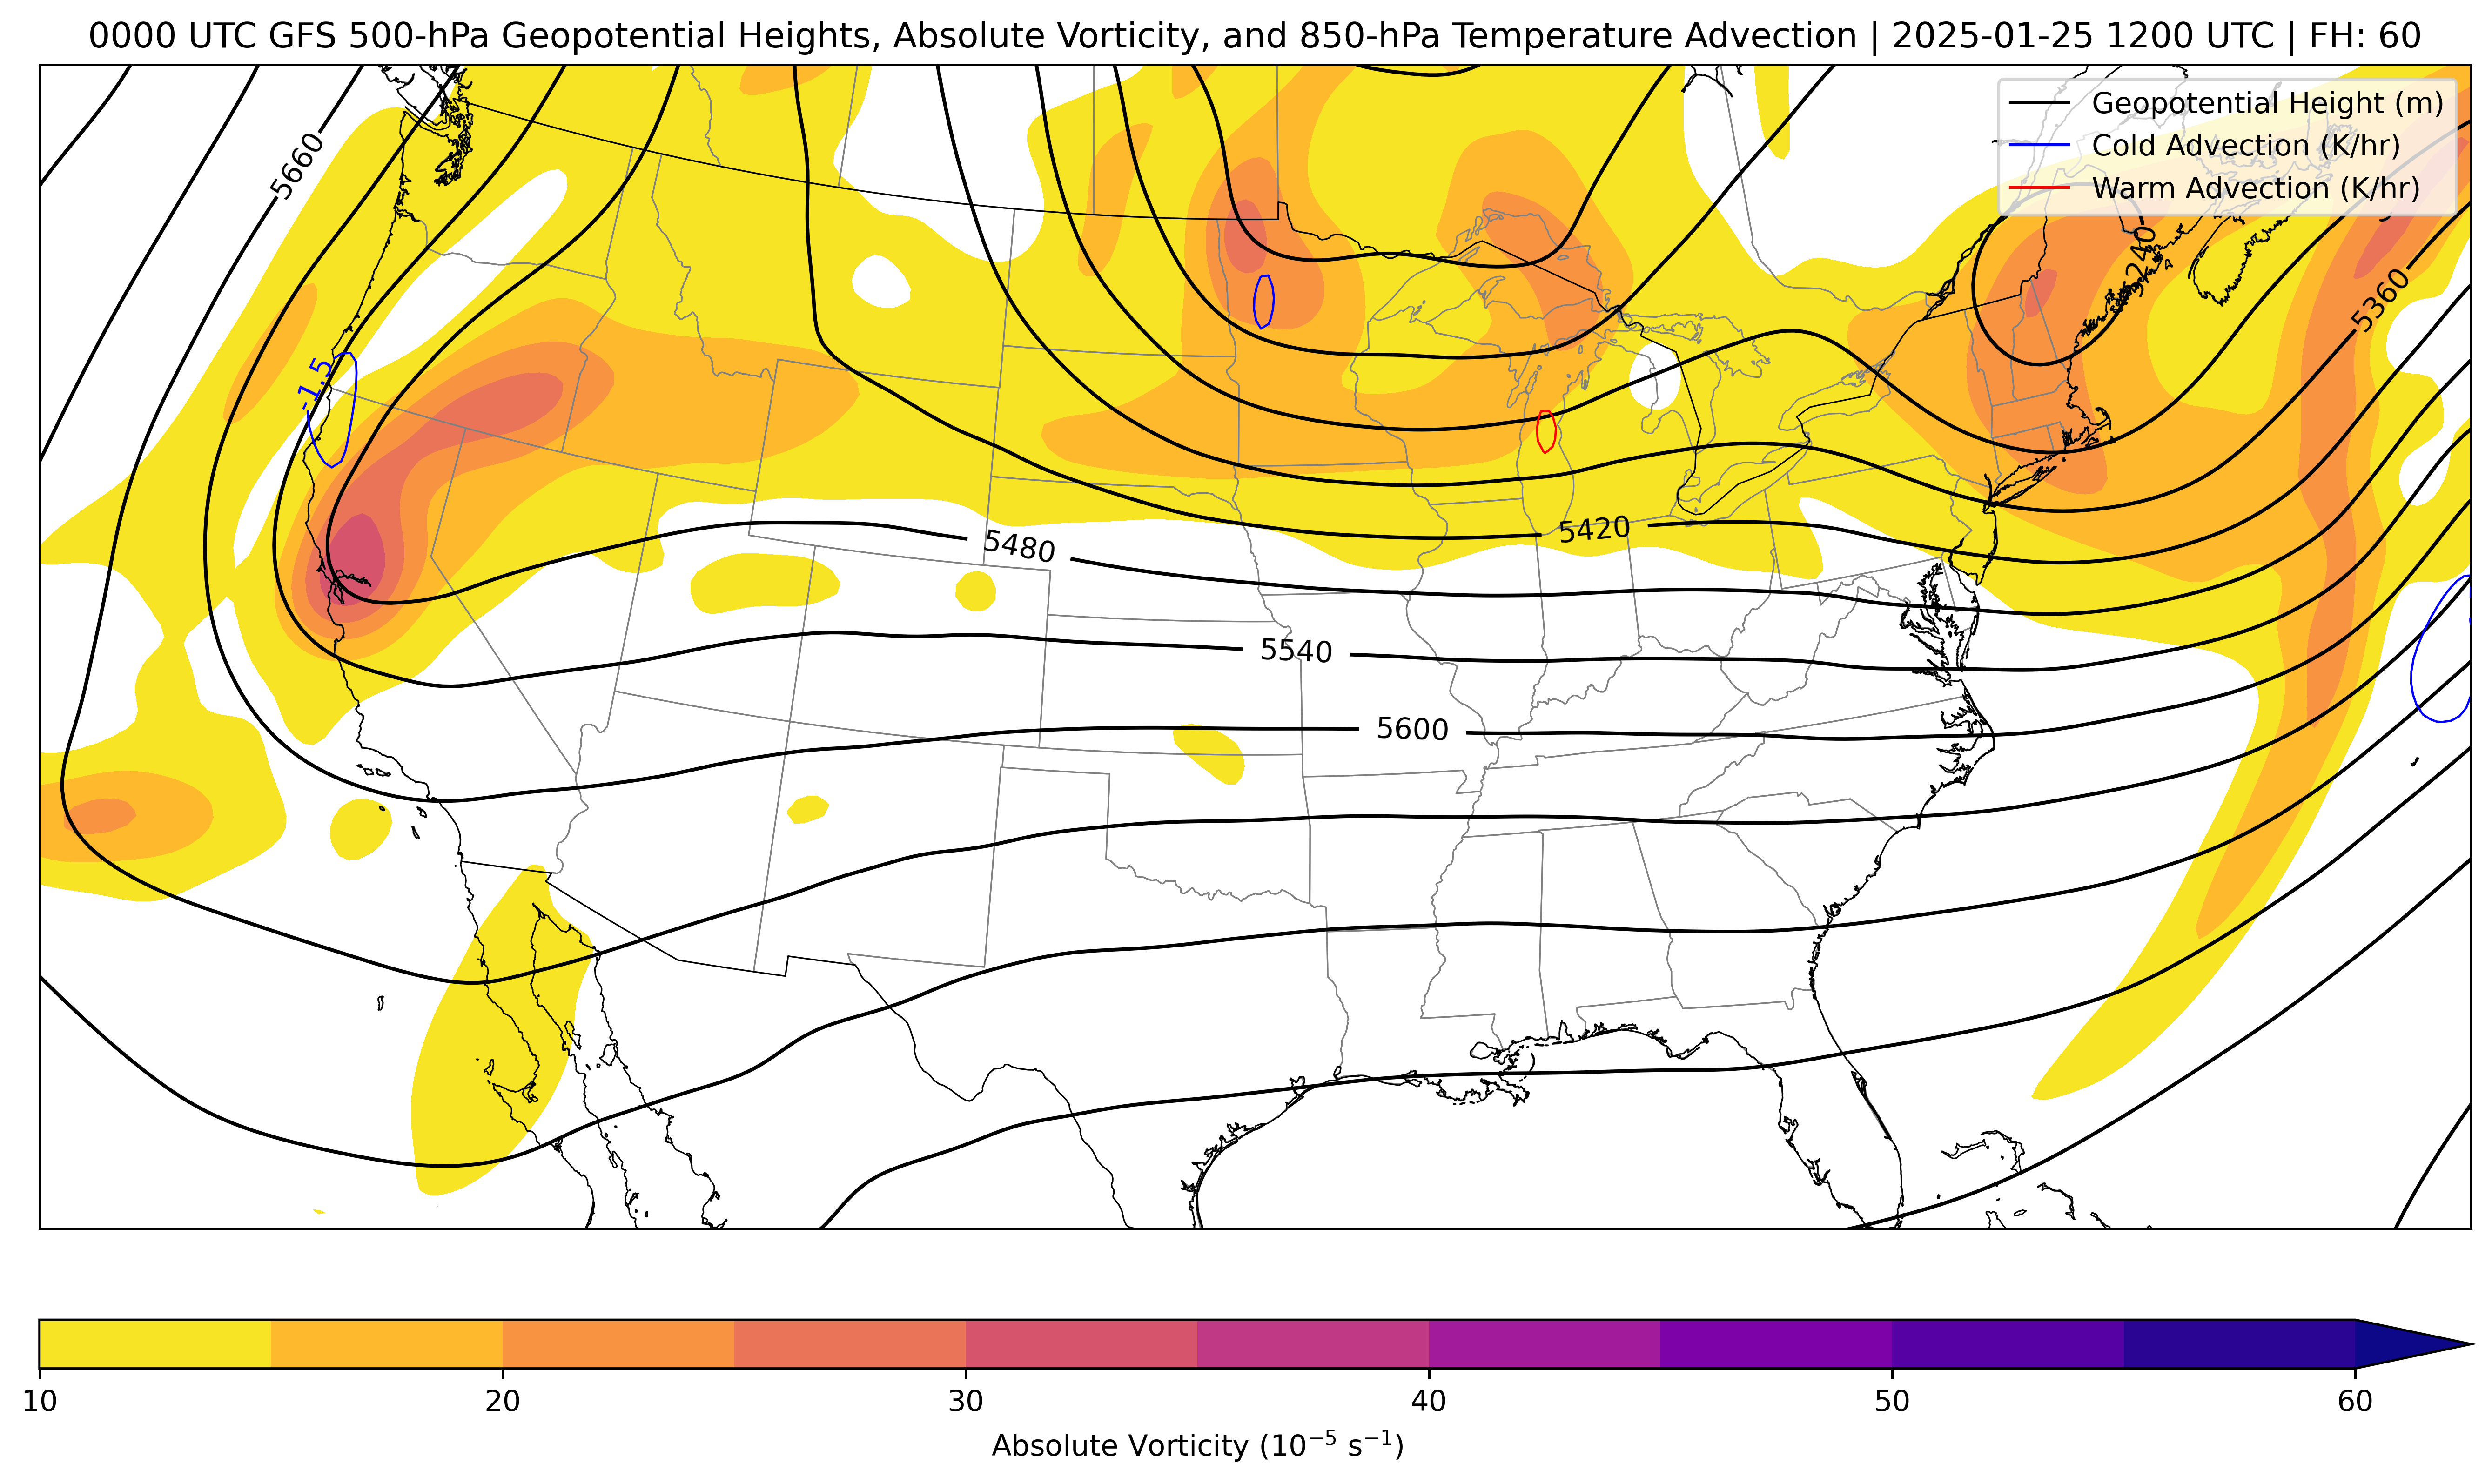 0000 UTC GFS 500-hPa Geopotential Heights, Absolute Vorticity, and 850-hPa Temperature Advection | 2025-01-25 1200 UTC | FH: 60
Geopotential Height (m)
Cold Advection (K/hr)
Warm Advection (K/hr)
5660
5240
5360
-1.5
5480
5420
5540
5600
10 20 30 40 50 60
Absolute Vorticity (10⁻⁵ s⁻¹)